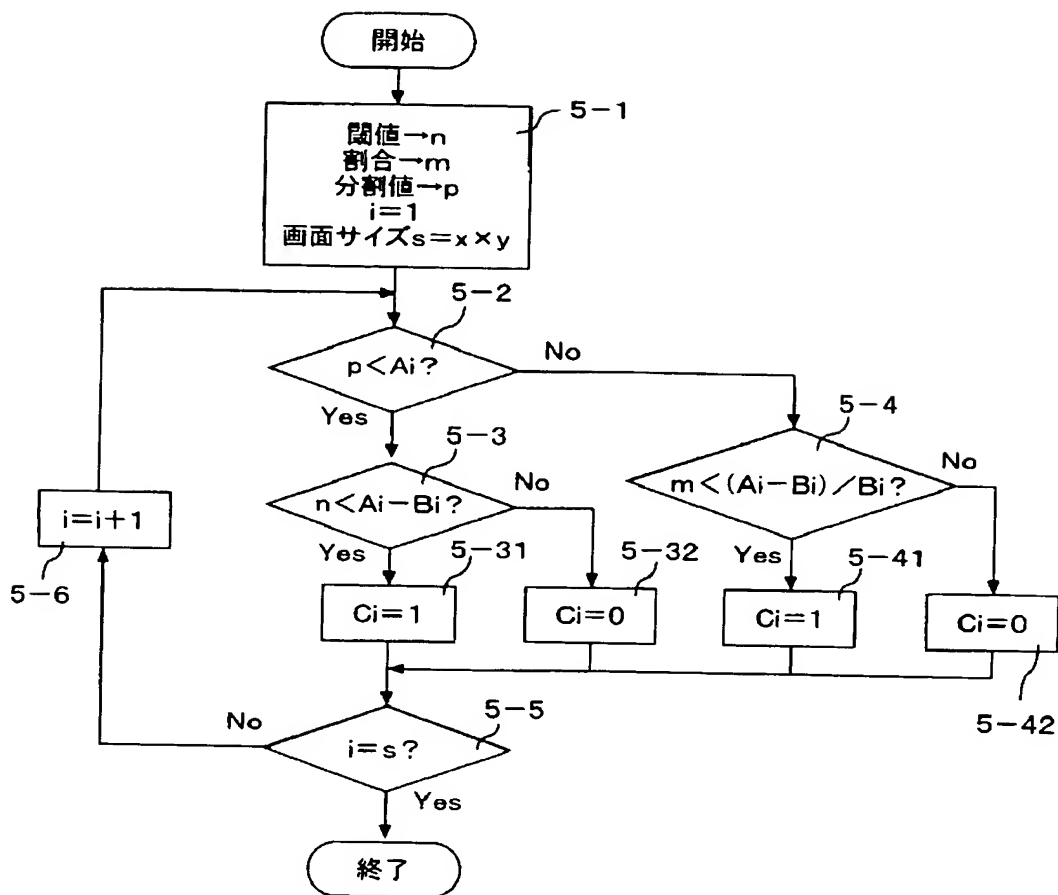 開始
5-1
閾値→n
割合→m
分割値→p
i=1
画面サイズs=x×y
5-2
p<Ai?
No
Yes
5-4
5-3
m<(Ai-Bi)/Bi?
No
n<Ai-Bi?
No
i=i+1
Yes
5-31
5-32
Yes
5-41
5-6
Ci=1
Ci=0
Ci=1
Ci=0
No
5-5
5-42
i=s?
Yes
終了